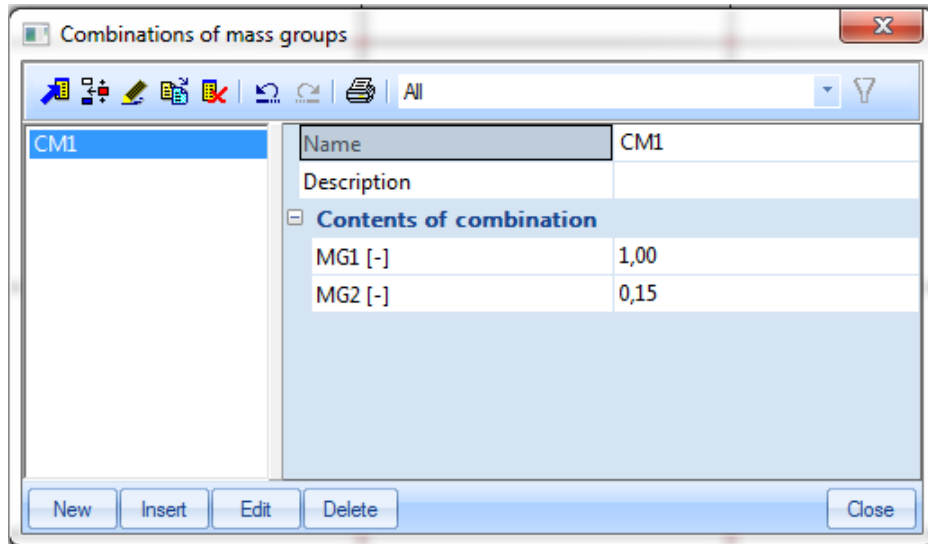 Combinations of mass groups
All
CM1
Name CM1
Description
Contents of combination
MG1 [-] 1,00
MG2 [-] 0,15
New Insert Edit Delete Close